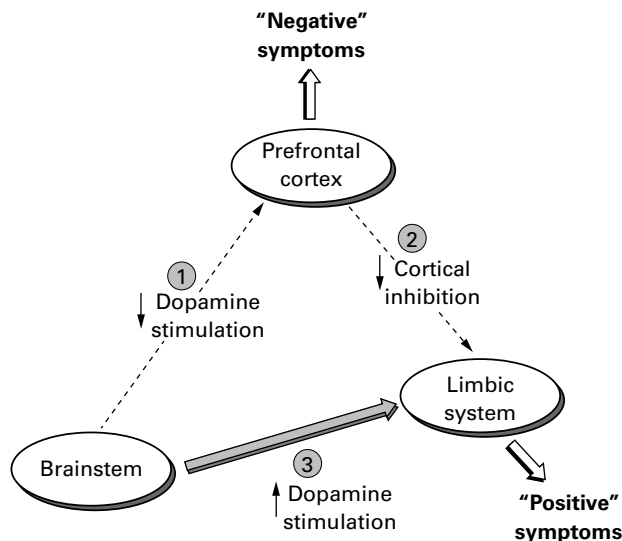 “Negative”
symptoms
Prefrontal
cortex
1
Dopamine
stimulation
2
Cortical
inhibition
Limbic
system
Brainstem
3
Dopamine
stimulation
“Positive”
symptoms